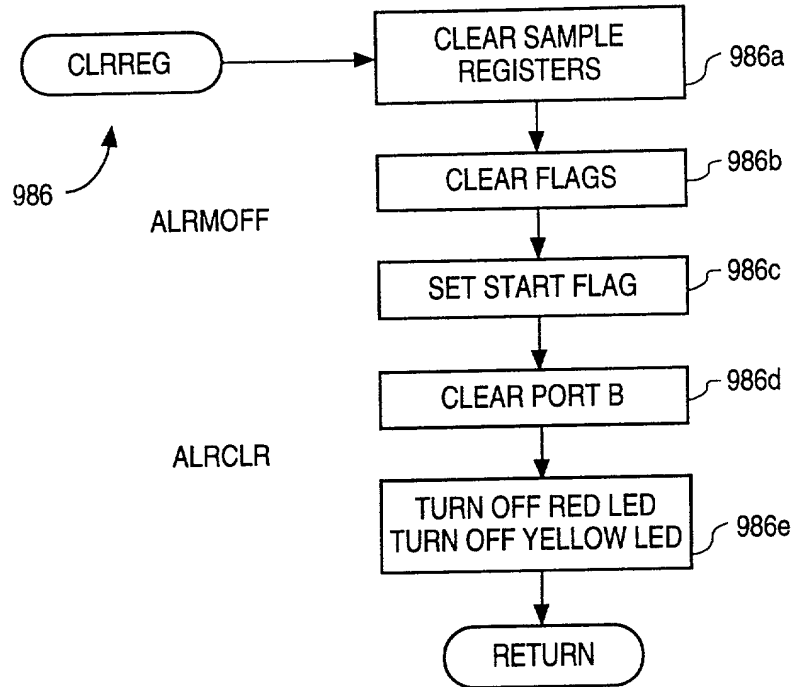 CLRREG
CLEAR SAMPLE
REGISTERS
986a
986
CLEAR FLAGS
986b
ALRMOFF
SET START FLAG
986c
CLEAR PORT B
986d
ALRCLR
TURN OFF RED LED
TURN OFF YELLOW LED
986e
RETURN